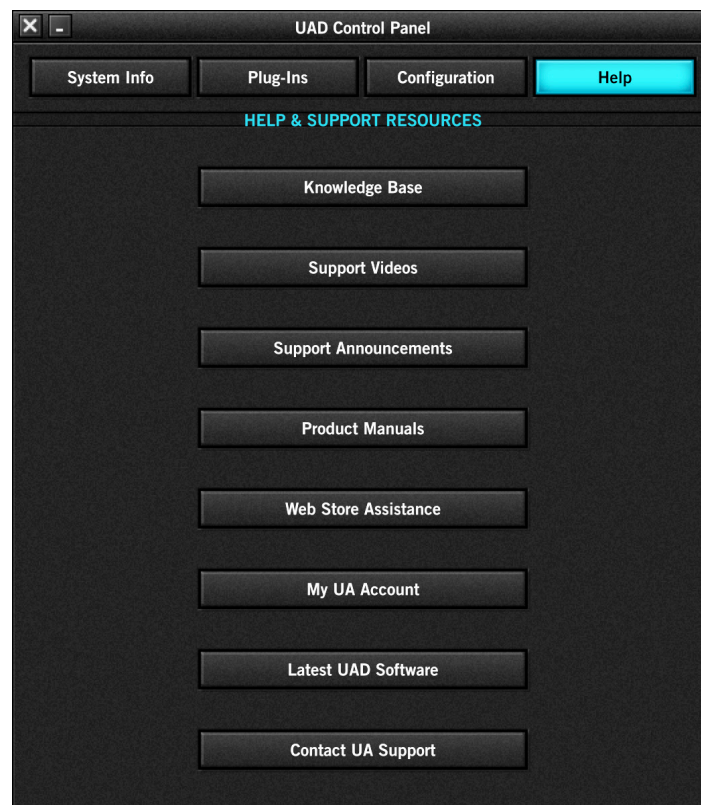 UAD Control Panel
System Info Plug-Ins Configuration Help
HELP & SUPPORT RESOURCES
Knowledge Base
Support Videos
Support Announcements
Product Manuals
Web Store Assistance
My UA Account
Latest UAD Software
Contact UA Support